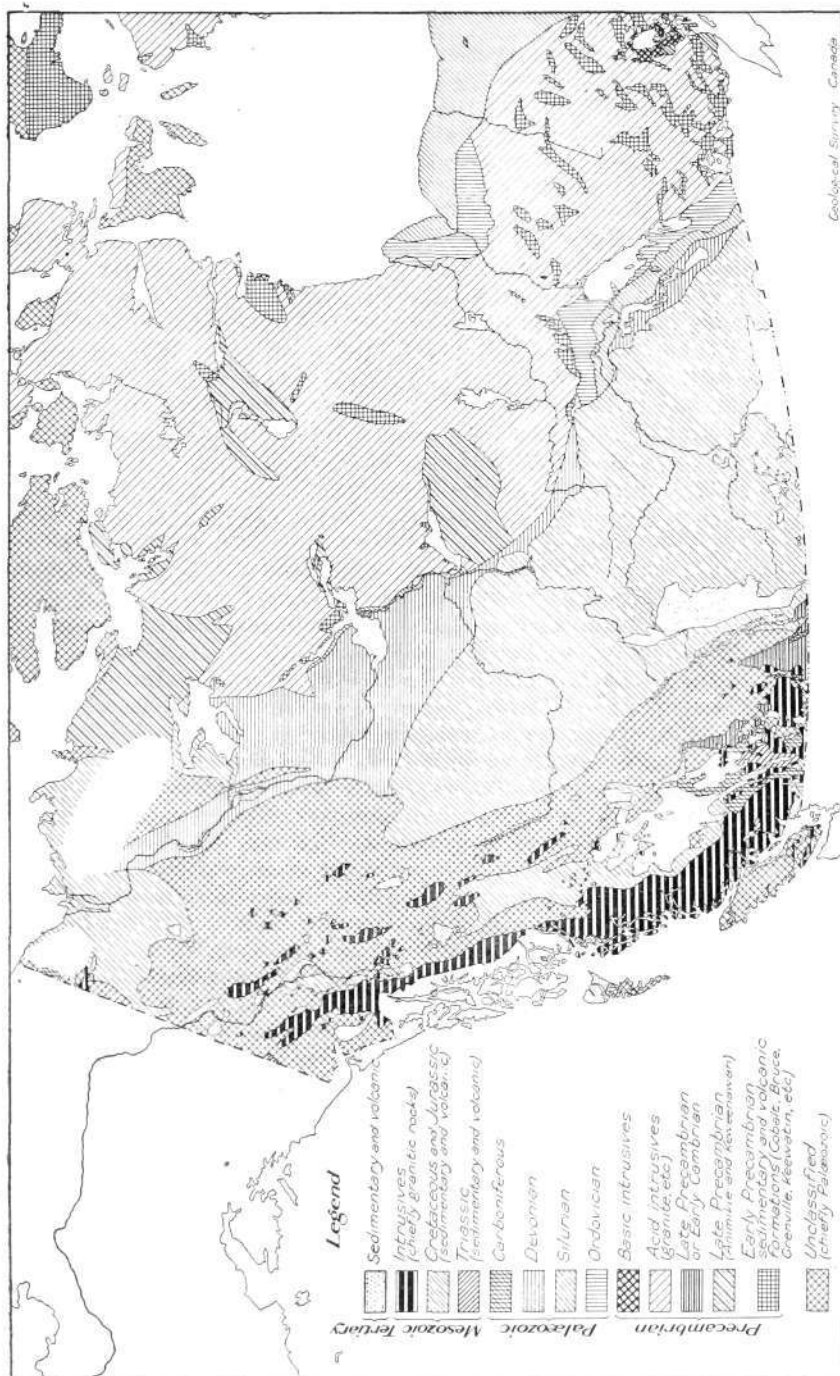 Legend
Tertiary
Sedimentary and volcanic
Mesozoic
Intrusives
(chiefly granitic rocks)
Cretaceous and Jurassic
(sedimentary and volcanic)
Triassic
(sedimentary and volcanic)
Palæozoic
Carboniferous
Devonian
Silurian
Ordovician
Precambrian
Basic intrusives
Acid intrusives
(granite, etc)
Late Precambrian
or Early Cambrian
Late Precambrian
(Animikie and Keweenawan)
Early Precambrian
sedimentary and volcanic
Formations (Cobalt, Bruce,
Grenville, Keewatin, etc)
Unclassified
(chiefly Palæozoic)
Geological Survey Canada